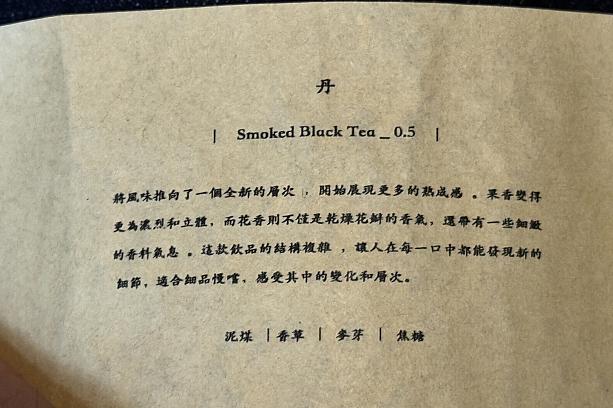 丹
| Smoked Black Tea _ 0.5 |
將風味推向了一個全新的層次，開始展現更多的熟成感。果香變得
更為濃烈和立體，而花香則不僅是乾燥花鮮的香氣，還帶有一些細緻
的香料氣息。這款飲品的結構複雜，讓人在每一口中都能發現新的
細節，適合細品慢嚐，感受其中的變化和層次。
泥煤 | 香草 | 麥芽 | 焦糖